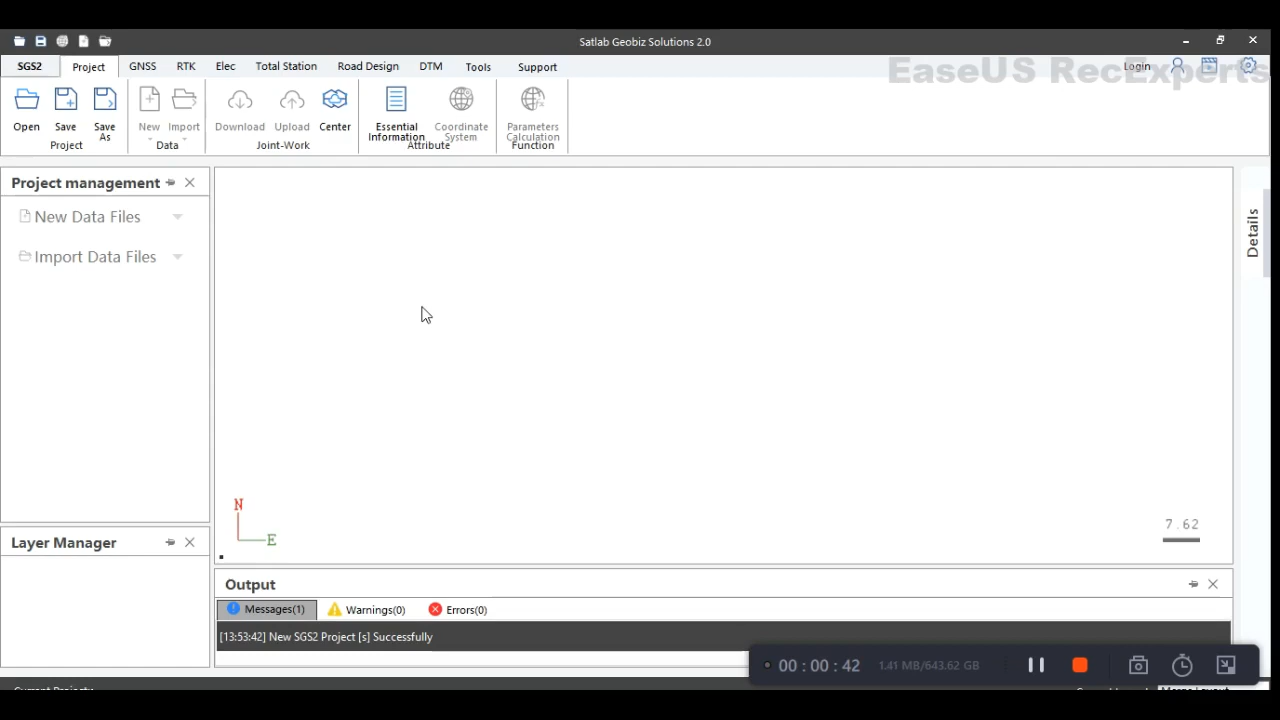 Satlab Geobiz Solutions 2.0
SGS2 Project GNSS RTK Elec Total Station Road Design DTM Tools Support Login
EaseUS RecExperts
Open Save Save As New Import Download Upload Center Essential Information Coordinate System Parameters Calculation
Project Data Joint-Work Attribute Function
Project management
New Data Files
Import Data Files
Details
N
E
7.62
Layer Manager
Output
Messages(1) Warnings(0) Errors(0)
[13:53:42] New SGS2 Project [s] Successfully
00:00:42 1.41 MB/643.62 GB